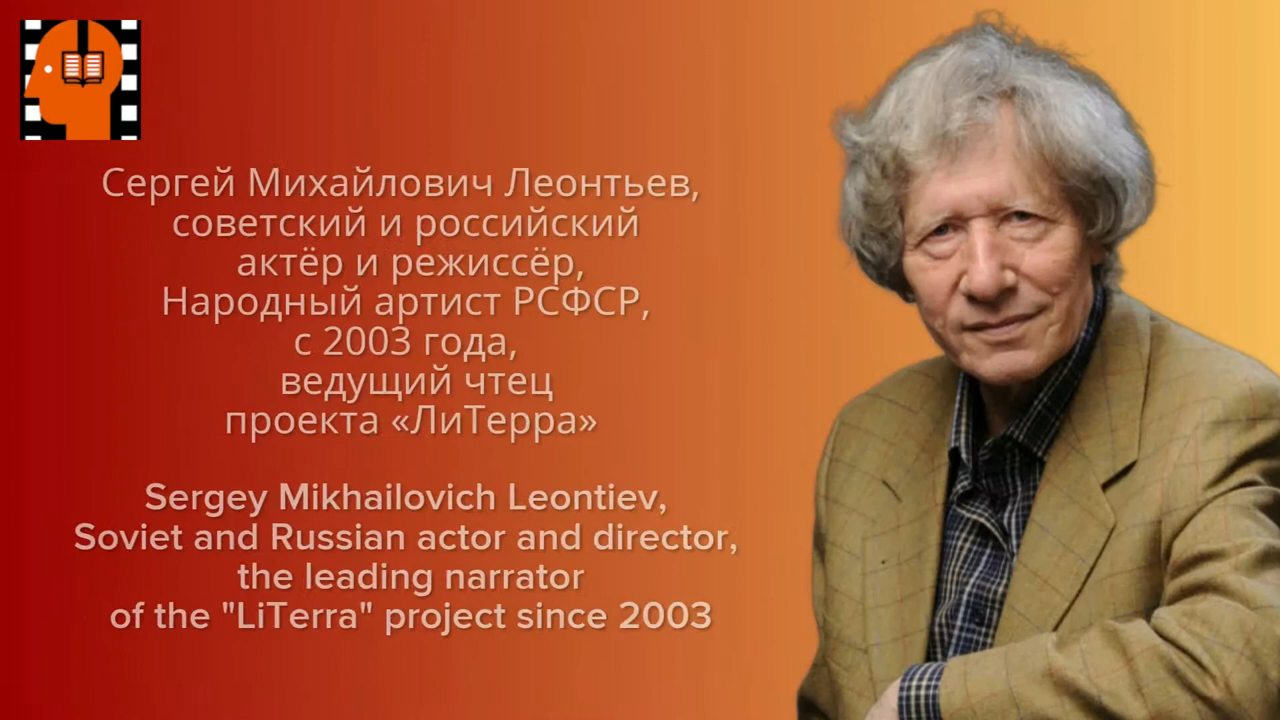 Сергей Михайлович Леонтьев,
советский и российский
актёр и режиссёр,
Народный артист РСФСР,
с 2003 года,
ведущий чтец
проекта «ЛиТерра»
Sergey Mikhailovich Leontiev,
Soviet and Russian actor and director,
the leading narrator
of the "LiTerra" project since 2003